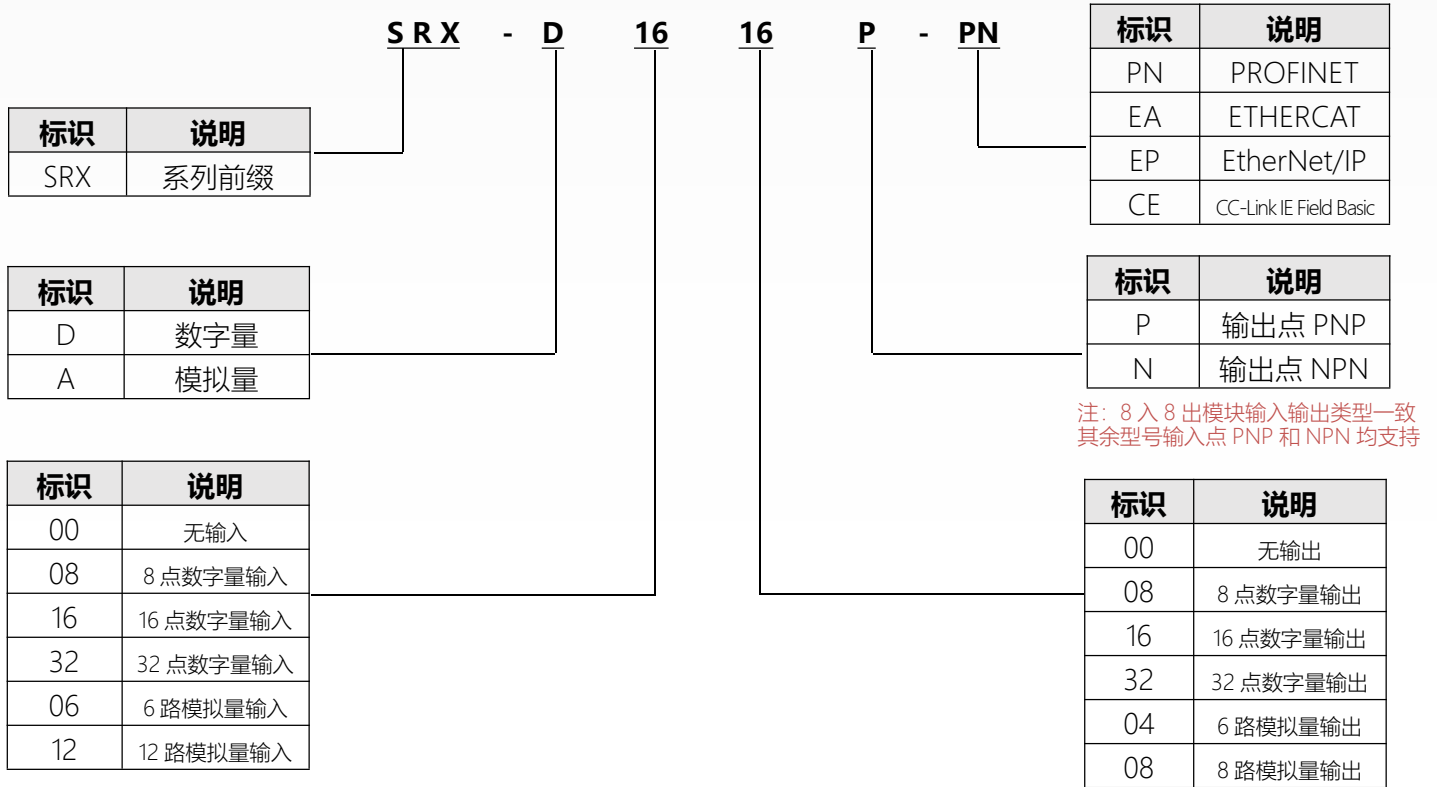 SRX - D 16 16 P - PN
标识 说明
SRX 系列前缀
标识 说明
D 数字量
A 模拟量
标识 说明
00 无输入
08 8 点数字量输入
16 16 点数字量输入
32 32 点数字量输入
06 6 路模拟量输入
12 12 路模拟量输入
标识 说明
PN PROFINET
EA ETHERCAT
EP EtherNet/IP
CE CC-Link IE Field Basic
标识 说明
P 输出点 PNP
N 输出点 NPN
注：8 入 8 出模块输入输出类型一致
其余型号输入点 PNP 和 NPN 均支持
标识 说明
00 无输出
08 8 点数字量输出
16 16 点数字量输出
32 32 点数字量输出
04 6 路模拟量输出
08 8 路模拟量输出